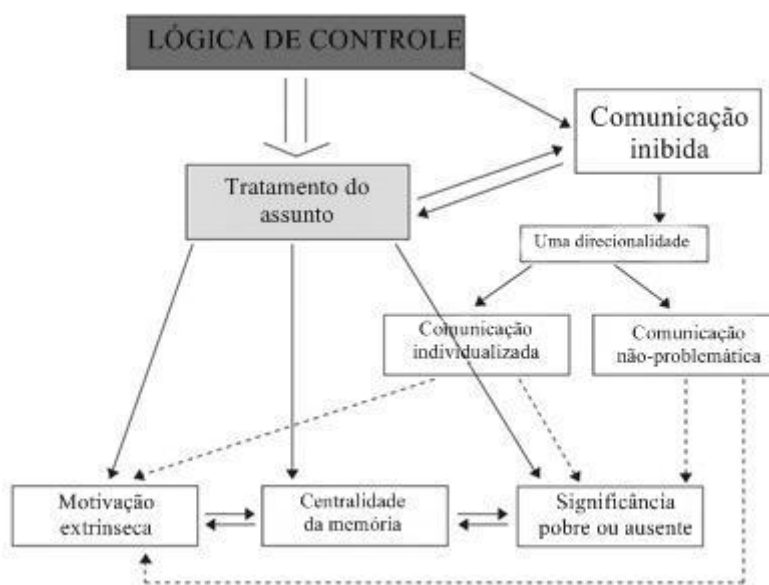 LÓGICA DE CONTROLE
Comunicação
inibida
Tratamento do
assunto
Uma direcionalidade
Comunicação
individualizada
Comunicação
não-problemática
Motivação
extrinseca
Centralidade
da memória
Significância
pobre ou ausente